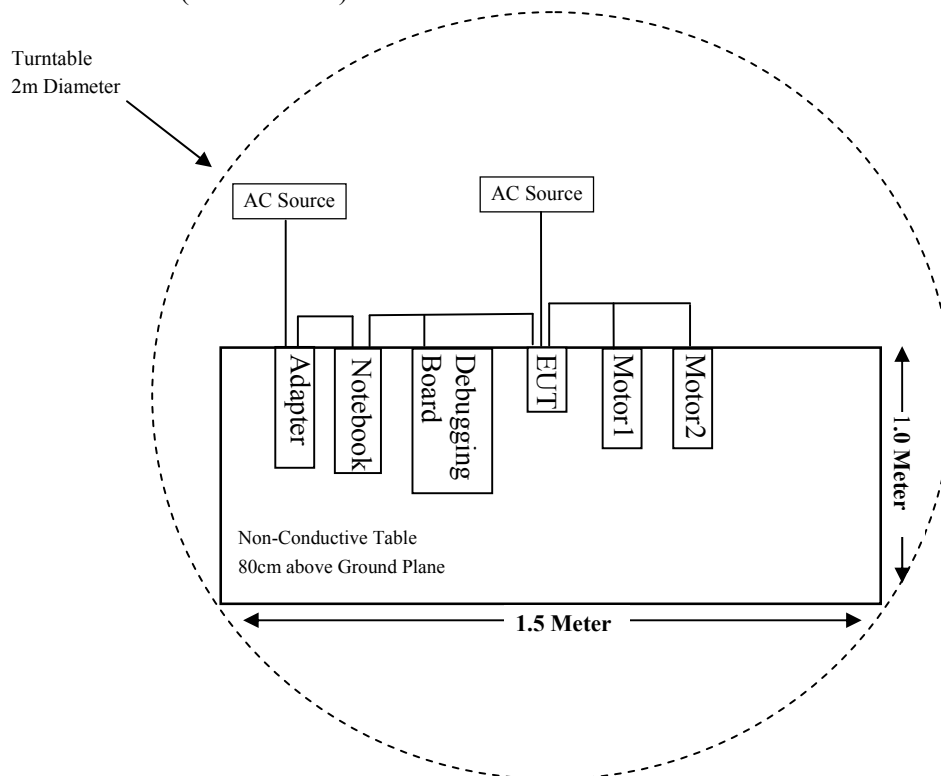 Turntable
2m Diameter
AC Source
AC Source
Adapter
Notebook
Debugging
Board
EUT
Motor1
Motor2
1.0 Meter
Non-Conductive Table
80cm above Ground Plane
1.5 Meter